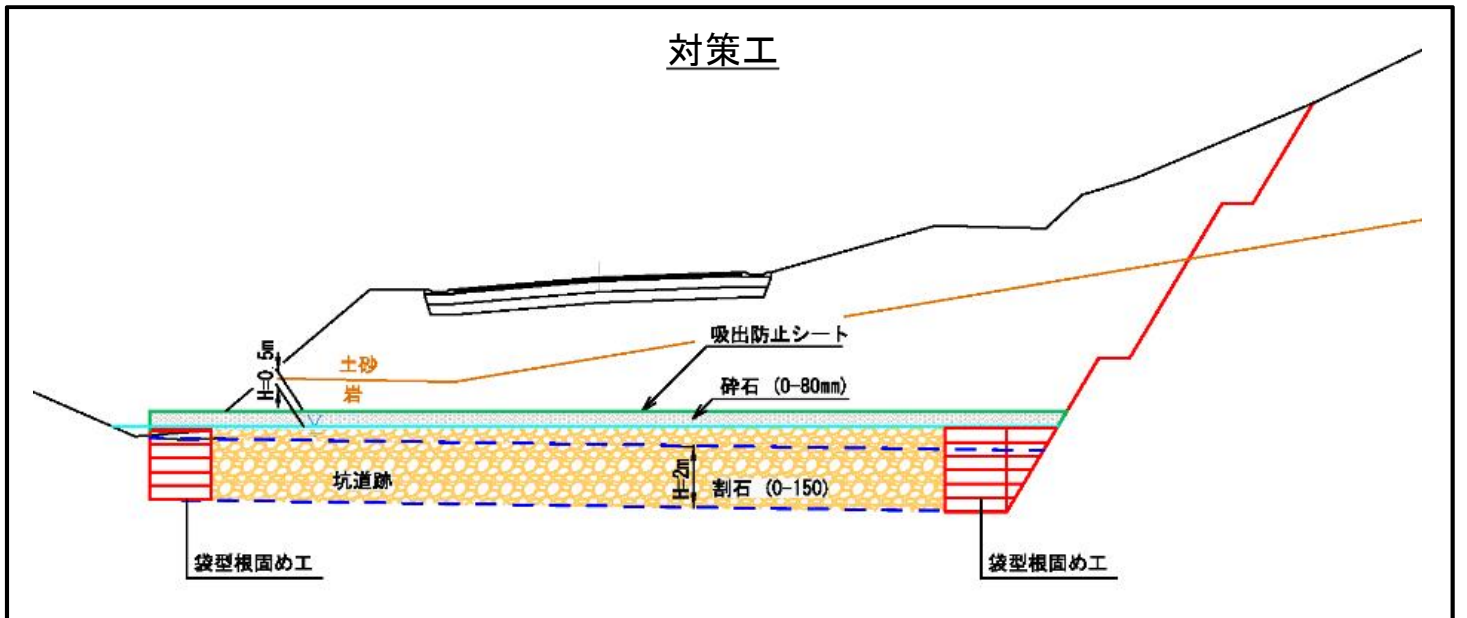 対策工
H=0.5m
土砂
岩
吸出防止シート
砕石 (0-80mm)
坑道跡
H=2m
割石 (0-150)
袋型根固め工
袋型根固め工